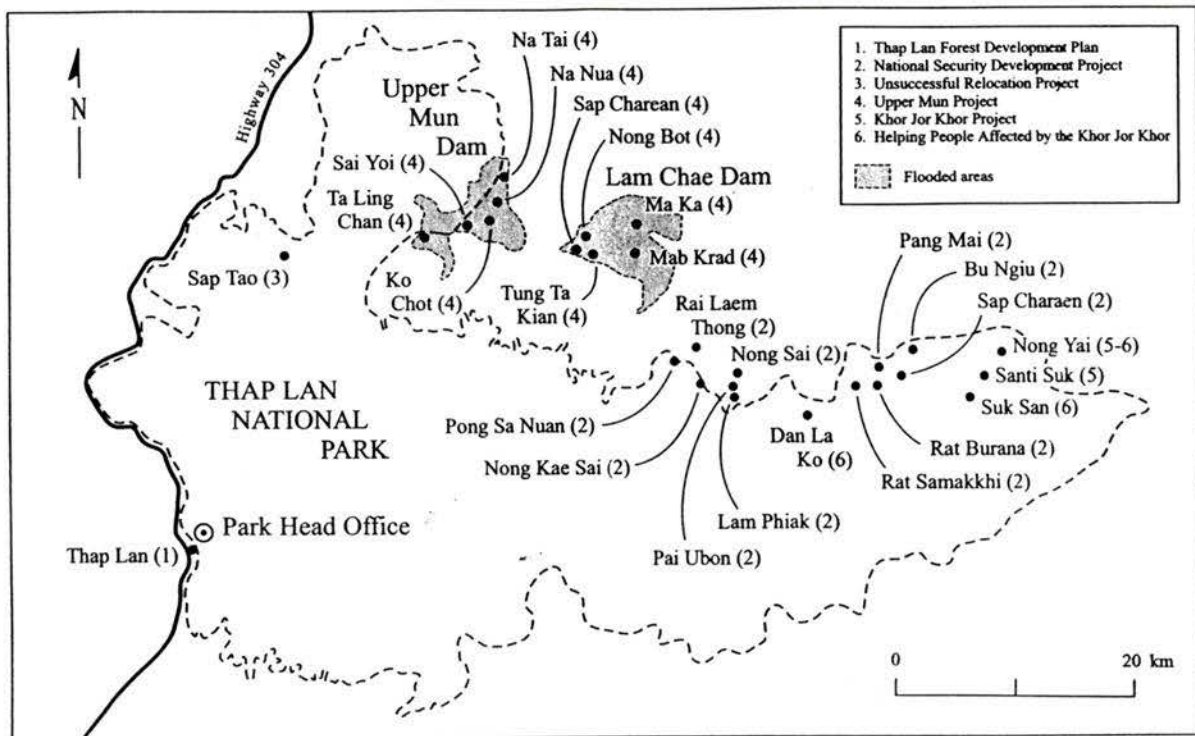 Highway 304
N
Na Tai (4)
Na Nua (4)
Upper
Mun
Dam
Sap Charean (4)
Nong Bot (4)
Sai Yoi (4)
Lam Chae Dam
Ta Ling
Chan (4)
Ma Ka (4)
Mab Krad (4)
Sap Tao (3)
Ko
Chot (4)
Tung Ta
Kian (4)
1. Thap Lan Forest Development Plan
2. National Security Development Project
3. Unsuccessful Relocation Project
4. Upper Mun Project
5. Khor Jor Khor Project
6. Helping People Affected by the Khor Jor Khor
Flooded areas
Pang Mai (2)
Bu Ngiu (2)
Sap Charaen (2)
Rai Laem
Thong (2)
Nong Sai (2)
Nong Yai (5-6)
Santi Suk (5)
Suk San (6)
THAP LAN
NATIONAL
PARK
Pong Sa Nuan (2)
Nong Kae Sai (2)
Dan La
Ko (6)
Rat Burana (2)
Rat Samakkhi (2)
Lam Phiak (2)
Pai Ubon (2)
Park Head Office
Thap Lan (1)
0 20 km